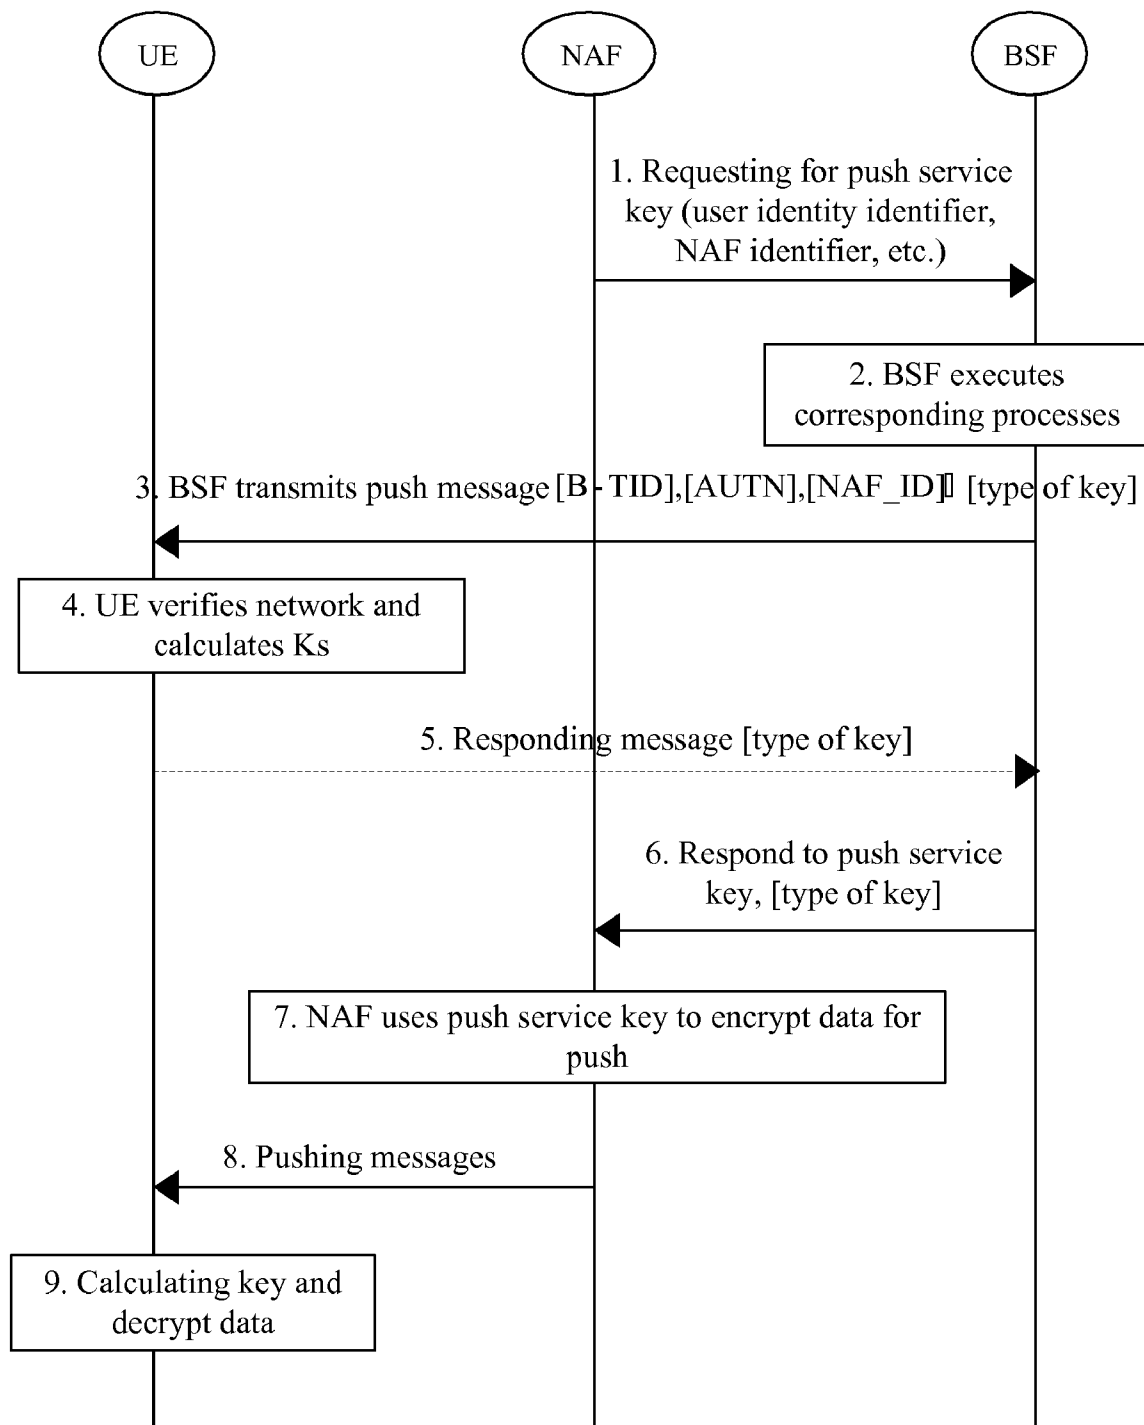 UE
NAF
BSF
1. Requesting for push service
key (user identity identifier,
NAF identifier, etc.)
2. BSF executes
corresponding processes
3. BSF transmits push message [B-TID],[AUTN],[NAF_ID]▯ [type of key]
4. UE verifies network and
calculates Ks
5. Responding message [type of key]
6. Respond to push service
key, [type of key]
7. NAF uses push service key to encrypt data for
push
8. Pushing messages
9. Calculating key and
decrypt data